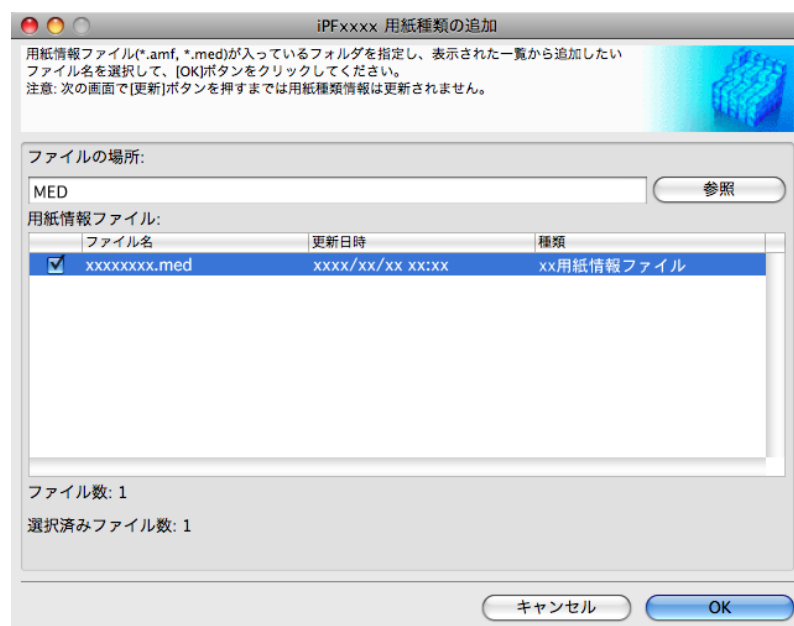 iPFxxxx 用紙種類の追加
用紙情報ファイル(*.amf, *.med)が入っているフォルダを指定し、表示された一覧から追加したい
ファイル名を選択して、[OK]ボタンをクリックしてください。
注意: 次の画面で[更新]ボタンを押すまでは用紙種類情報は更新されません。
ファイルの場所:
MED 参照
用紙情報ファイル:
ファイル名 更新日時 種類
xxxxxxxx.med xxxx/xx/xx xx:xx xx用紙情報ファイル
ファイル数: 1
選択済みファイル数: 1
キャンセル OK